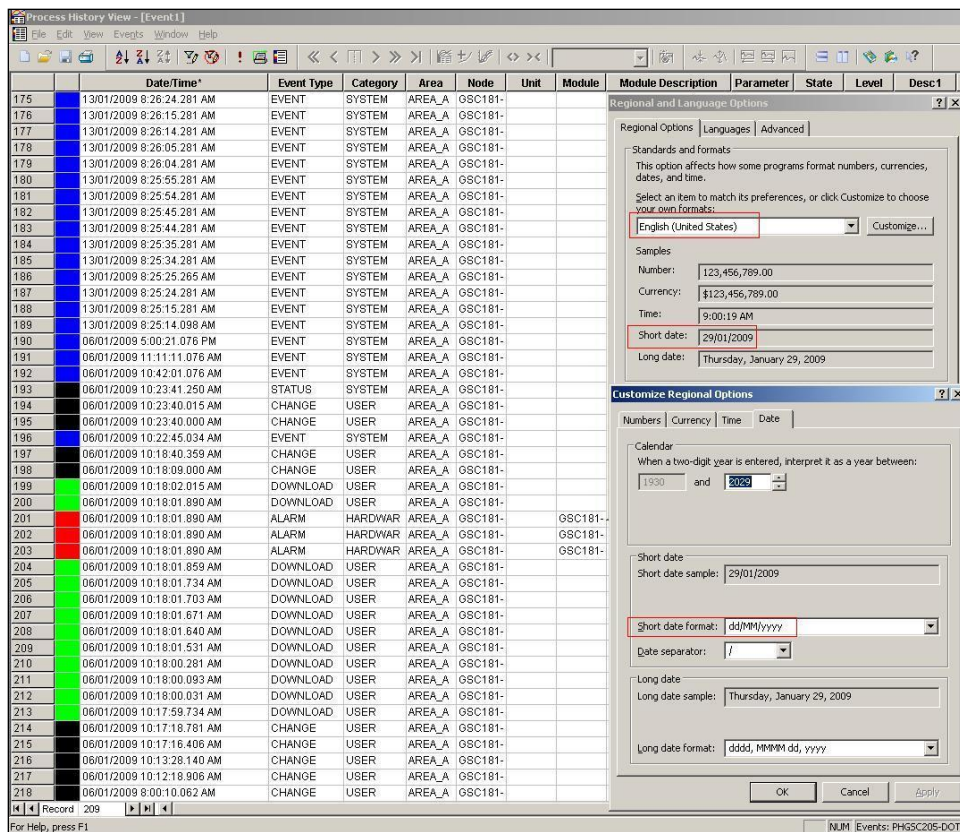 Process History View - [Event1]
File Edit View Events Window Help
Date/Time* Event Type Category Area Node Unit Module Module Description Parameter State Level Desc1
175 13/01/2009 8:26:24.281 AM EVENT SYSTEM AREA_A GSC181-
176 13/01/2009 8:26:15.281 AM EVENT SYSTEM AREA_A GSC181-
177 13/01/2009 8:26:14.281 AM EVENT SYSTEM AREA_A GSC181-
178 13/01/2009 8:26:05.281 AM EVENT SYSTEM AREA_A GSC181-
179 13/01/2009 8:26:04.281 AM EVENT SYSTEM AREA_A GSC181-
180 13/01/2009 8:25:55.281 AM EVENT SYSTEM AREA_A GSC181-
181 13/01/2009 8:25:54.281 AM EVENT SYSTEM AREA_A GSC181-
182 13/01/2009 8:25:45.281 AM EVENT SYSTEM AREA_A GSC181-
183 13/01/2009 8:25:44.281 AM EVENT SYSTEM AREA_A GSC181-
184 13/01/2009 8:25:35.281 AM EVENT SYSTEM AREA_A GSC181-
185 13/01/2009 8:25:34.281 AM EVENT SYSTEM AREA_A GSC181-
186 13/01/2009 8:25:25.265 AM EVENT SYSTEM AREA_A GSC181-
187 13/01/2009 8:25:24.281 AM EVENT SYSTEM AREA_A GSC181-
188 13/01/2009 8:25:15.281 AM EVENT SYSTEM AREA_A GSC181-
189 13/01/2009 8:25:14.098 AM EVENT SYSTEM AREA_A GSC181-
190 06/01/2009 5:00:21.076 PM EVENT SYSTEM AREA_A GSC181-
191 06/01/2009 11:11:11.076 AM EVENT SYSTEM AREA_A GSC181-
192 06/01/2009 10:42:01.076 AM EVENT SYSTEM AREA_A GSC181-
193 06/01/2009 10:23:41.250 AM STATUS SYSTEM AREA_A GSC181-
194 06/01/2009 10:23:40.015 AM CHANGE USER AREA_A GSC181-
195 06/01/2009 10:23:40.000 AM CHANGE USER AREA_A GSC181-
196 06/01/2009 10:22:45.034 AM EVENT SYSTEM AREA_A GSC181-
197 06/01/2009 10:18:40.359 AM CHANGE USER AREA_A GSC181-
198 06/01/2009 10:18:09.000 AM CHANGE USER AREA_A GSC181-
199 06/01/2009 10:18:02.015 AM DOWNLOAD USER AREA_A GSC181-
200 06/01/2009 10:18:01.890 AM DOWNLOAD USER AREA_A GSC181-
201 06/01/2009 10:18:01.890 AM ALARM HARDWAR AREA_A GSC181- GSC181-
202 06/01/2009 10:18:01.890 AM ALARM HARDWAR AREA_A GSC181- GSC181-
203 06/01/2009 10:18:01.890 AM ALARM HARDWAR AREA_A GSC181- GSC181-
204 06/01/2009 10:18:01.859 AM DOWNLOAD USER AREA_A GSC181-
205 06/01/2009 10:18:01.734 AM DOWNLOAD USER AREA_A GSC181-
206 06/01/2009 10:18:01.703 AM DOWNLOAD USER AREA_A GSC181-
207 06/01/2009 10:18:01.671 AM DOWNLOAD USER AREA_A GSC181-
208 06/01/2009 10:18:01.640 AM DOWNLOAD USER AREA_A GSC181-
209 06/01/2009 10:18:01.531 AM DOWNLOAD USER AREA_A GSC181-
210 06/01/2009 10:18:00.281 AM DOWNLOAD USER AREA_A GSC181-
211 06/01/2009 10:18:00.093 AM DOWNLOAD USER AREA_A GSC181-
212 06/01/2009 10:18:00.031 AM DOWNLOAD USER AREA_A GSC181-
213 06/01/2009 10:17:59.734 AM DOWNLOAD USER AREA_A GSC181-
214 06/01/2009 10:17:18.781 AM CHANGE USER AREA_A GSC181-
215 06/01/2009 10:17:16.406 AM CHANGE USER AREA_A GSC181-
216 06/01/2009 10:13:28.140 AM CHANGE USER AREA_A GSC181-
217 06/01/2009 10:12:18.906 AM CHANGE USER AREA_A GSC181-
218 06/01/2009 8:00:10.062 AM CHANGE USER AREA_A GSC181-
Record 209
For Help, press F1
NUM Events: PHGSC205-DOT
Regional and Language Options
Regional Options Languages Advanced
Standards and formats
This option affects how some programs format numbers, currencies,
dates, and time.
Select an item to match its preferences, or click Customize to choose
your own formats:
English (United States) Customize...
Samples
Number: 123,456,789.00
Currency: $123,456,789.00
Time: 9:00:19 AM
Short date: 29/01/2009
Long date: Thursday, January 29, 2009
Customize Regional Options
Numbers Currency Time Date
Calendar
When a two-digit year is entered, interpret it as a year between:
1930 and 2029
Short date
Short date sample: 29/01/2009
Short date format: dd/MM/yyyy
Date separator: /
Long date
Long date sample: Thursday, January 29, 2009
Long date format: dddd, MMMM dd, yyyy
OK Cancel Apply